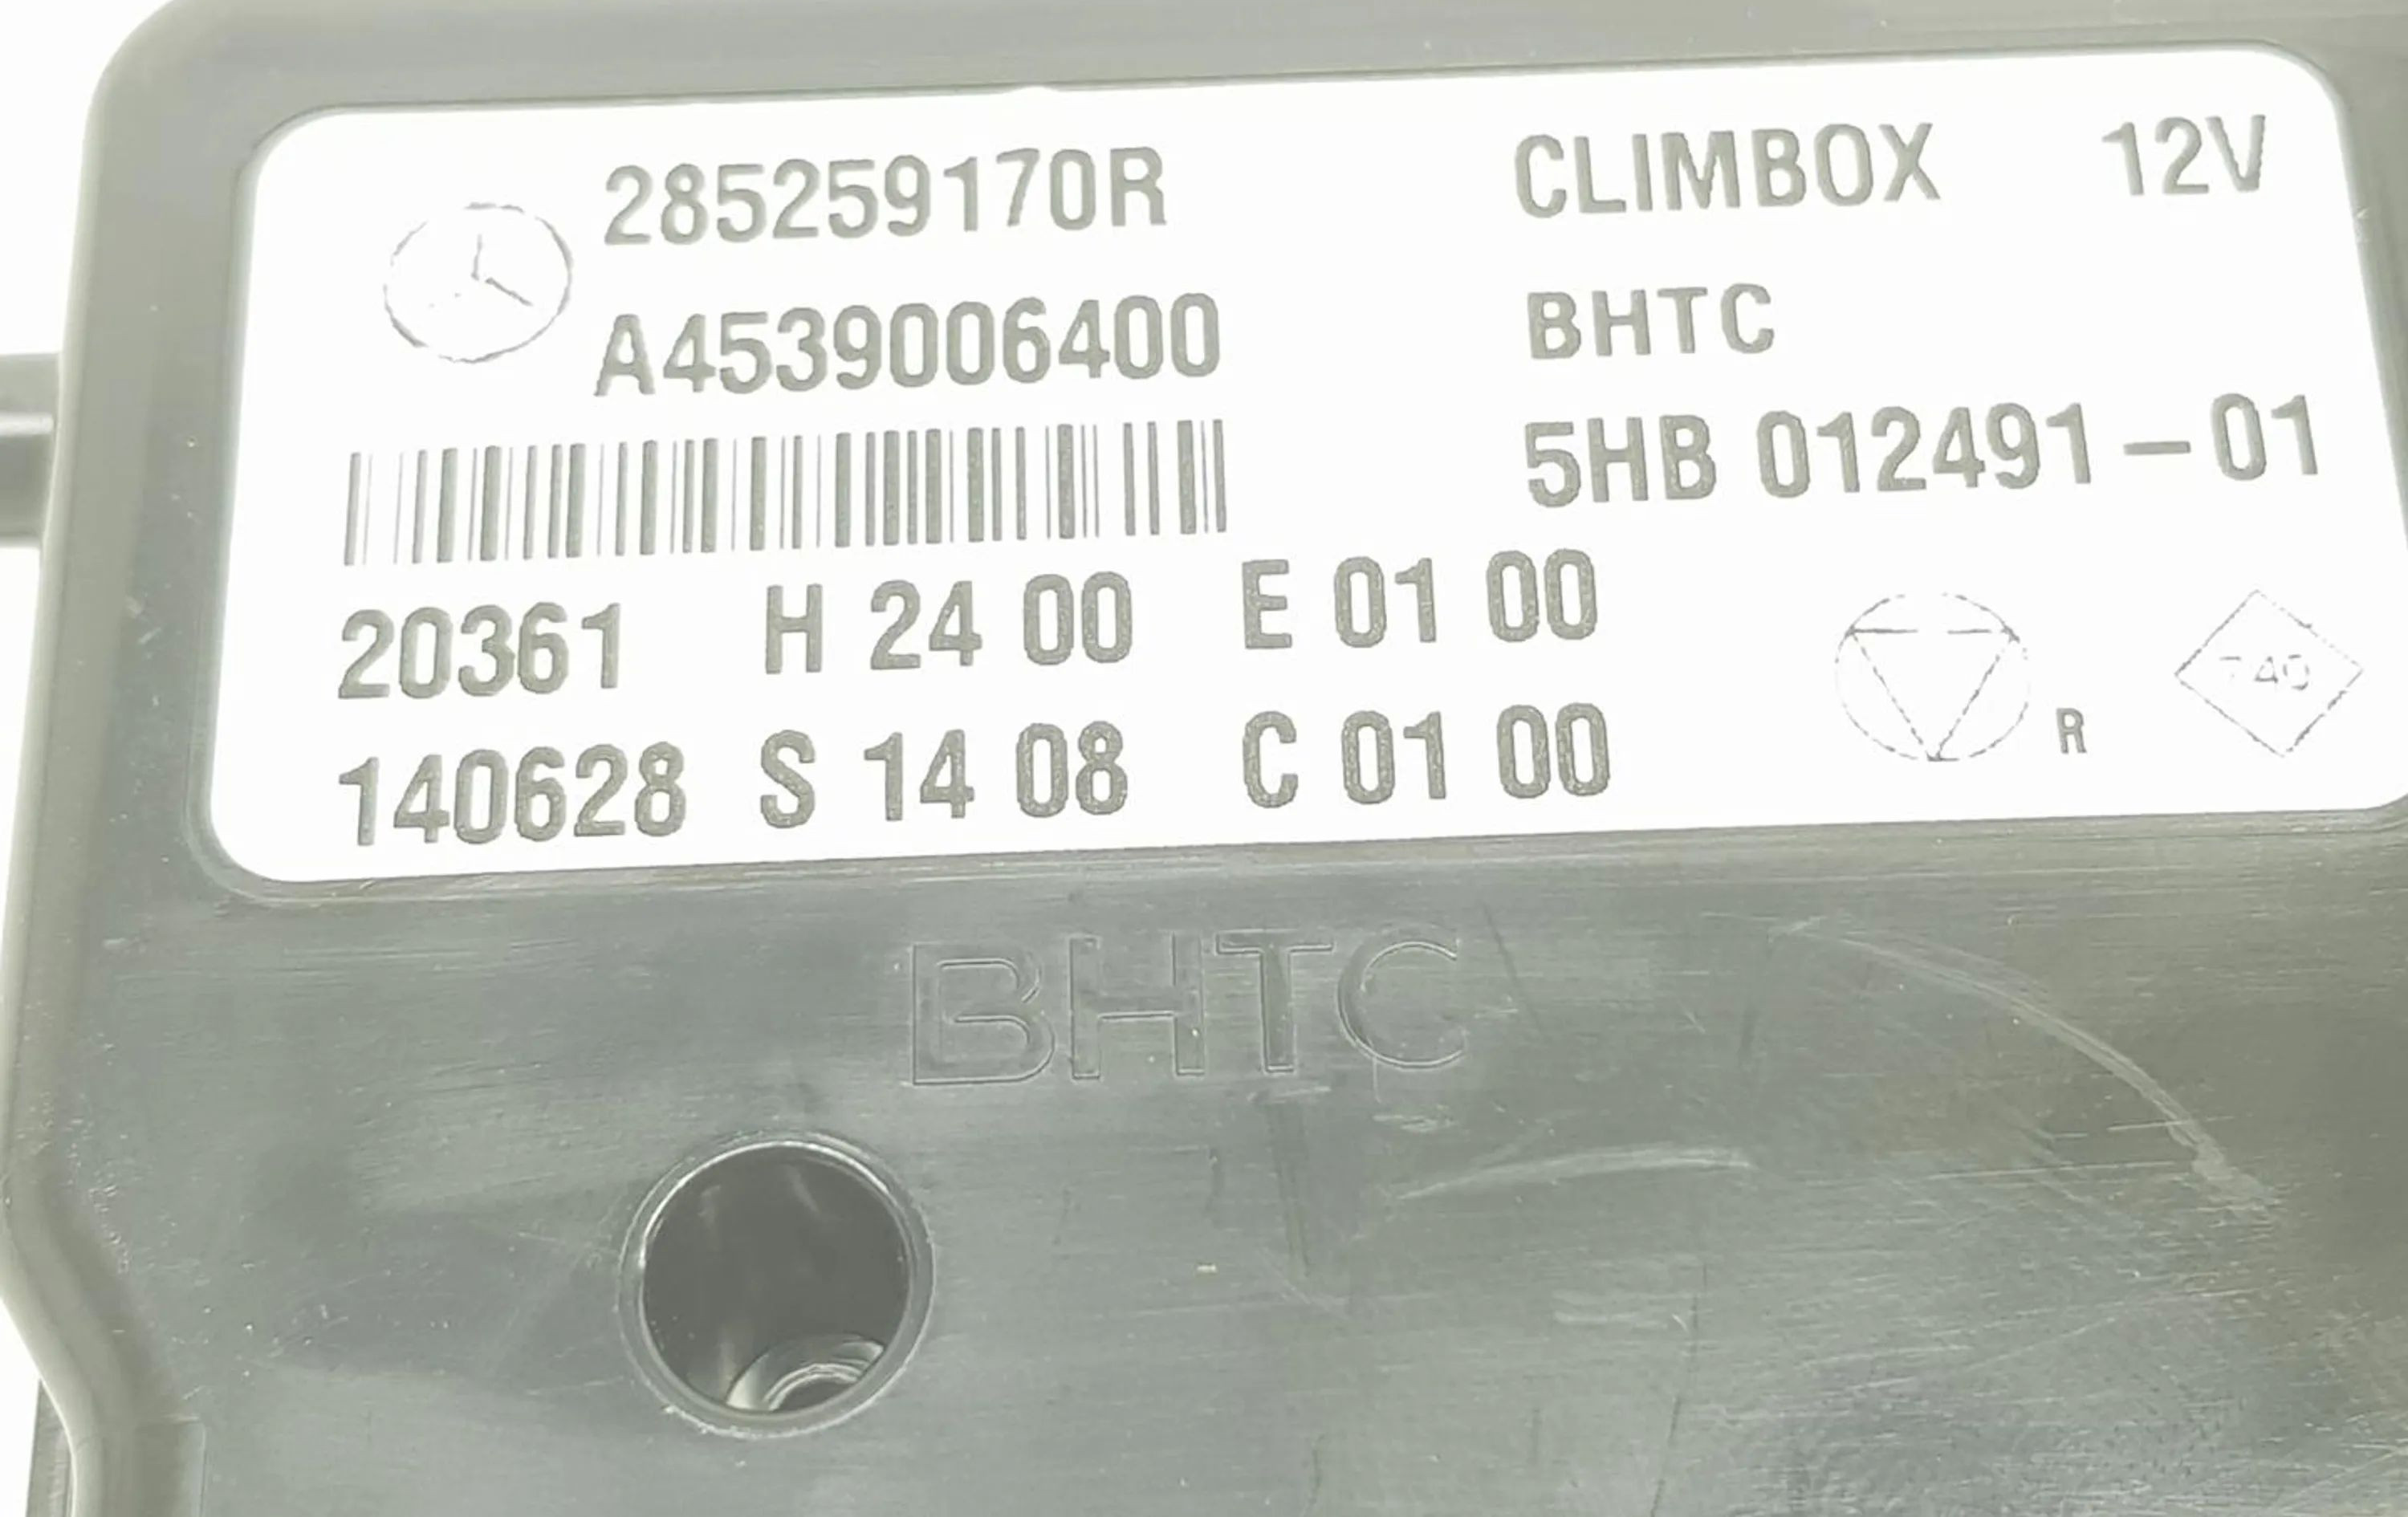 285259170R CLIMBOX 12V
A4539006400 BHTC
5HB 012491-01
20361 H 24 00 E 01 00
140628 S 14 08 C 01 00
R
740
BHTC